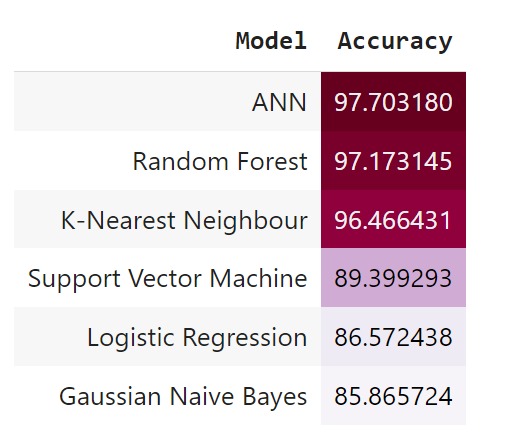 Model Accuracy
ANN 97.703180
Random Forest 97.173145
K-Nearest Neighbour 96.466431
Support Vector Machine 89.399293
Logistic Regression 86.572438
Gaussian Naive Bayes 85.865724